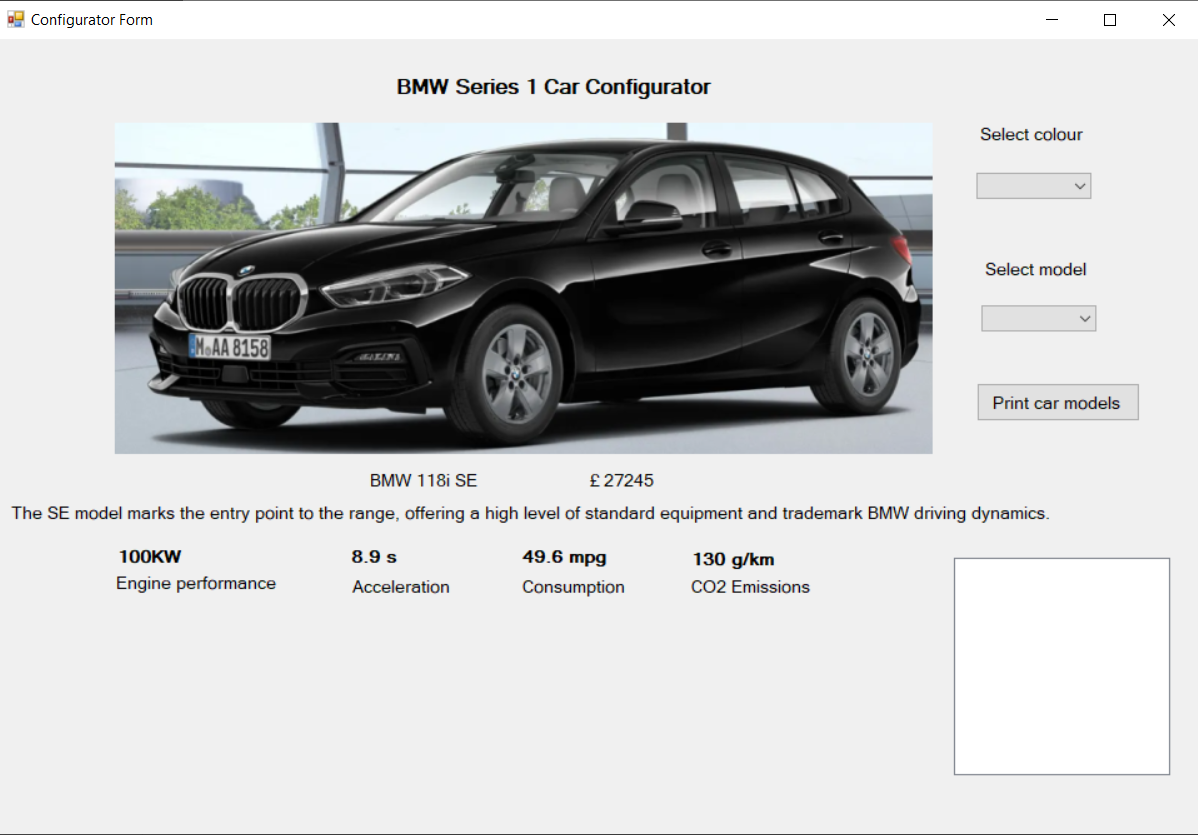 Configurator Form
BMW Series 1 Car Configurator
Select colour
Select model
M AA 8158
Print car models
BMW 118i SE £ 27245
The SE model marks the entry point to the range, offering a high level of standard equipment and trademark BMW driving dynamics.
100KW 8.9 s 49.6 mpg 130 g/km
Engine performance Acceleration Consumption CO2 Emissions